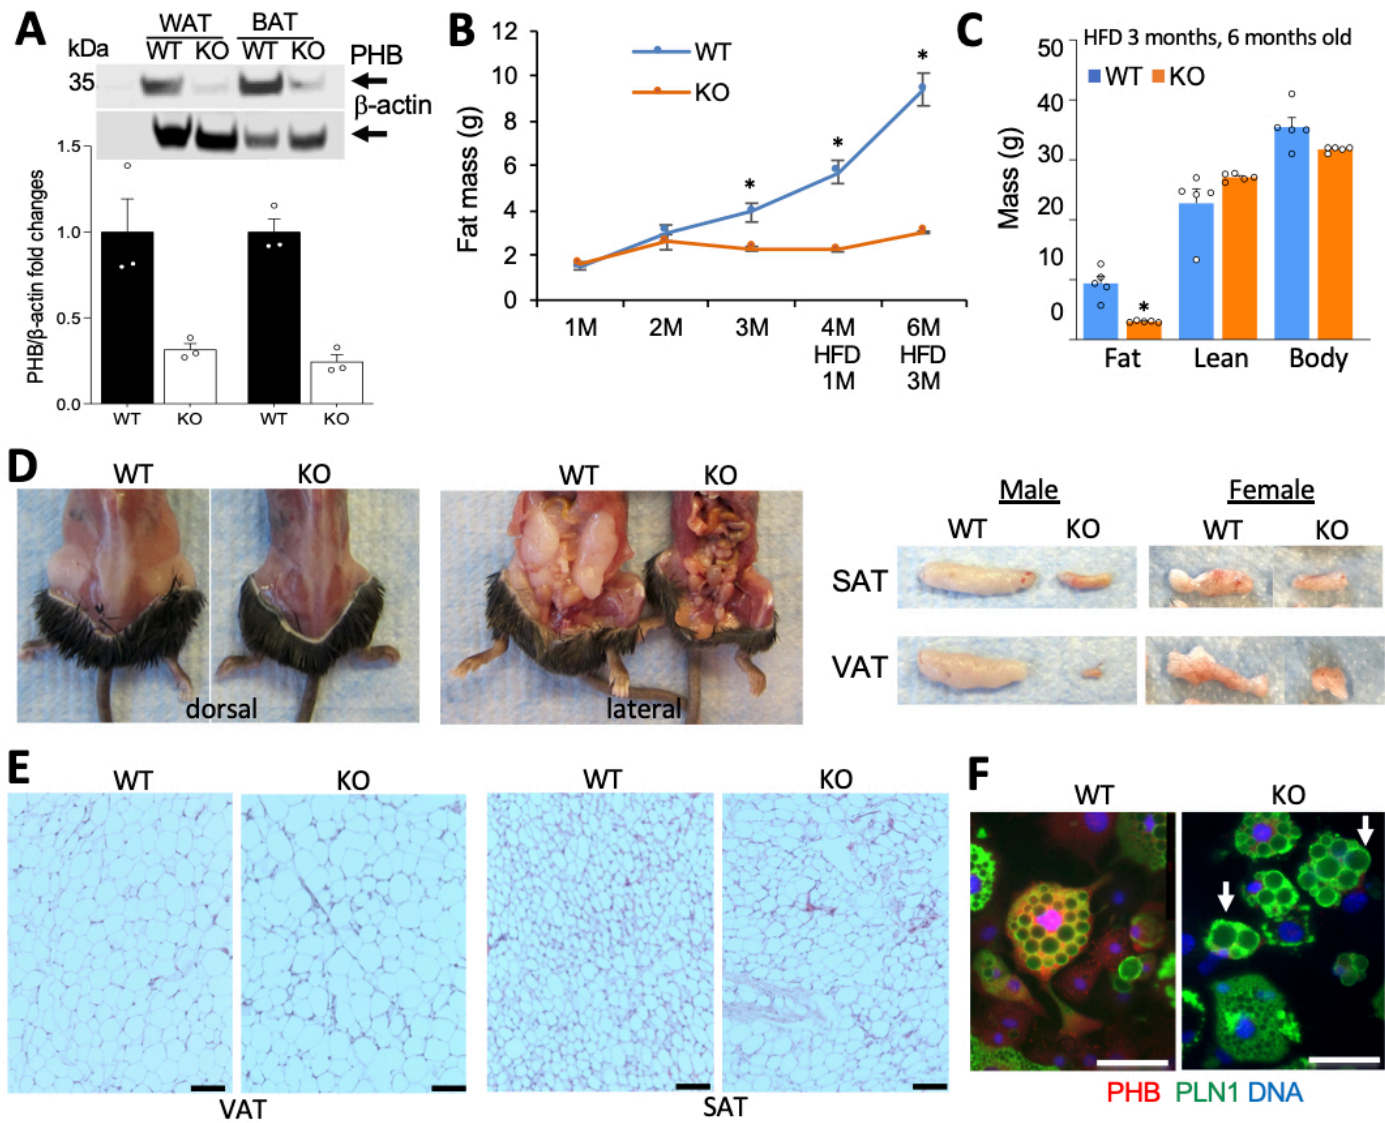 A
WAT BAT
kDa WT KO WT KO PHB
35
β-actin
PHB/β-actin fold changes
1.5
1.0
0.5
0.0
WT KO WT KO
B
Fat mass (g)
12
10
8
6
4
2
0
WT
KO
*
*
*
1M 2M 3M 4M 6M
HFD HFD
1M 3M
C
HFD 3 months, 6 months old
WT KO
Mass (g)
50
40
30
20
10
0
*
Fat Lean Body
D
WT KO WT KO
dorsal lateral
Male Female
WT KO WT KO
SAT
VAT
E
WT KO WT KO
VAT SAT
F
WT KO
PHB PLN1 DNA